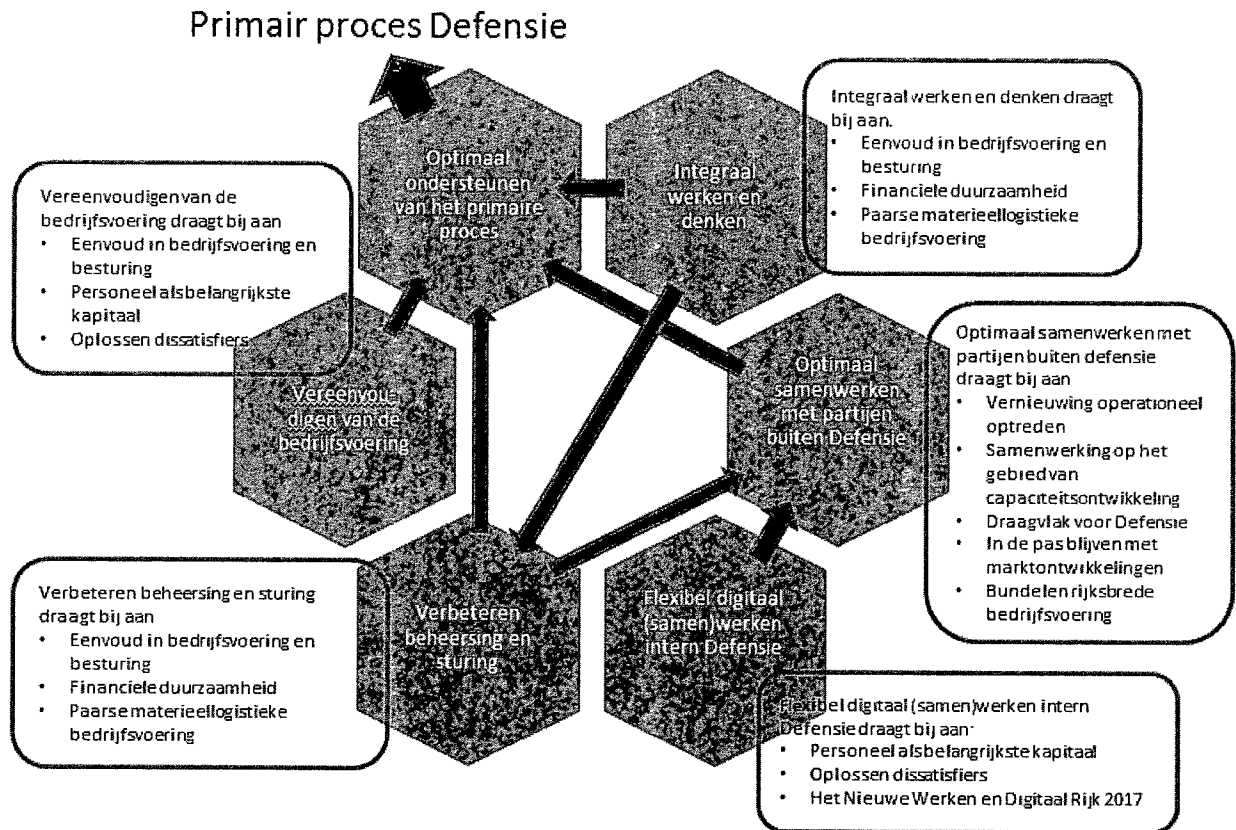 Primair proces Defensie
Optimaal
ondersteunen
van het primaire
proces
Integraal
werken en
denken
Integraal werken en denken draagt
bij aan.
• Eenvoud in bedrijfsvoering en
besturing
• Financiele duurzaamheid
• Paarse materieellogistieke
bedrijfsvoering
Vereenvoudigen van de
bedrijfsvoering draagt bij aan
• Eenvoud in bedrijfsvoering en
besturing
• Personeel als belangrijkste
kapitaal
• Oplossen dissatisfiers
Vereenvou-
digen van de
bedrijfsvoering
Optimaal
samenwerken
met partijen
buiten Defensie
Optimaal samenwerken met
partijen buiten defensie
draagt bij aan
• Vernieuwing operationeel
optreden
• Samenwerking op het
gebied van
capaciteitsontwikkeling
• Draagvlak voor Defensie
• In de pas blijven met
marktontwikkelingen
• Bundelen rijksbrede
bedrijfsvoering
Verbeteren beheersing en sturing
draagt bij aan
• Eenvoud in bedrijfsvoering en
besturing
• Financiele duurzaamheid
• Paarse materieellogistieke
bedrijfsvoering
Verbeteren
beheersing en
sturing
Flexibel digitaal
(samen)werken
intern Defensie
Flexibel digitaal (samen)werken intern
Defensie draagt bij aan
• Personeel als belangrijkste kapitaal
• Oplossen dissatisfiers
• Het Nieuwe Werken en Digitaal Rijk 2017